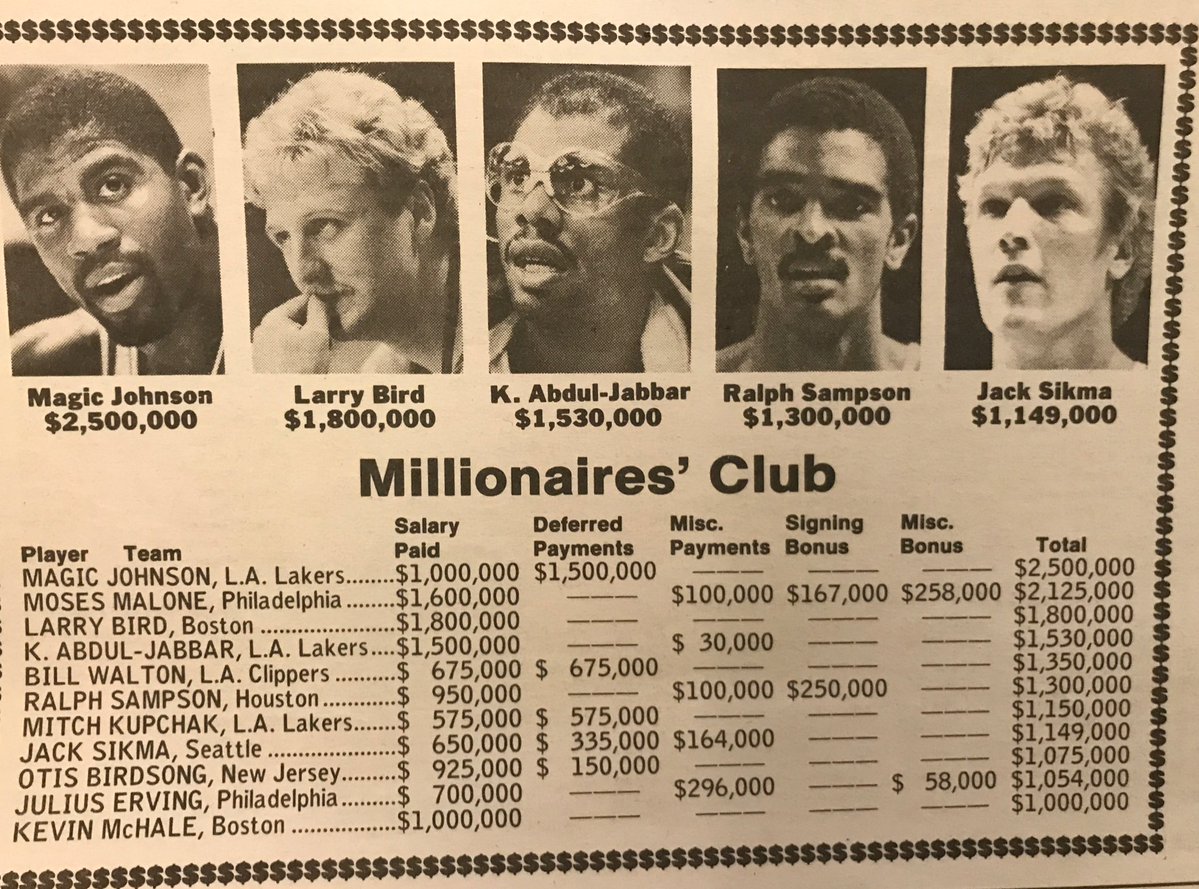 Magic Johnson Larry Bird K. Abdul-Jabbar Ralph Sampson Jack Sikma
$2,500,000 $1,800,000 $1,530,000 $1,300,000 $1,149,000
Millionaires' Club
Salary Deferred Misc. Signing Misc.
Player Team Paid Payments Payments Bonus Bonus Total
MAGIC JOHNSON, L.A. Lakers........$1,000,000 $1,500,000 ——— ——— ——— $2,500,000
MOSES MALONE, Philadelphia ........$1,600,000 ——— $100,000 $167,000 $258,000 $2,125,000
LARRY BIRD, Boston ......................$1,800,000 ——— ——— ——— ——— $1,800,000
K. ABDUL-JABBAR, L.A. Lakers....$1,500,000 ——— $ 30,000 ——— ——— $1,530,000
BILL WALTON, L.A. Clippers ..........$ 675,000 $ 675,000 ——— ——— ——— $1,350,000
RALPH SAMPSON, Houston ............$ 950,000 ——— $100,000 $250,000 ——— $1,300,000
MITCH KUPCHAK, L.A. Lakers.......$ 575,000 $ 575,000 ——— ——— ——— $1,150,000
JACK SIKMA, Seattle .....................$ 650,000 $ 335,000 $164,000 ——— ——— $1,149,000
OTIS BIRDSONG, New Jersey.........$ 925,000 $ 150,000 ——— ——— ——— $1,075,000
JULIUS ERVING, Philadelphia .........$ 700,000 ——— $296,000 ——— $ 58,000 $1,054,000
KEVIN McHALE, Boston .................$1,000,000 ——— ——— ——— ——— $1,000,000